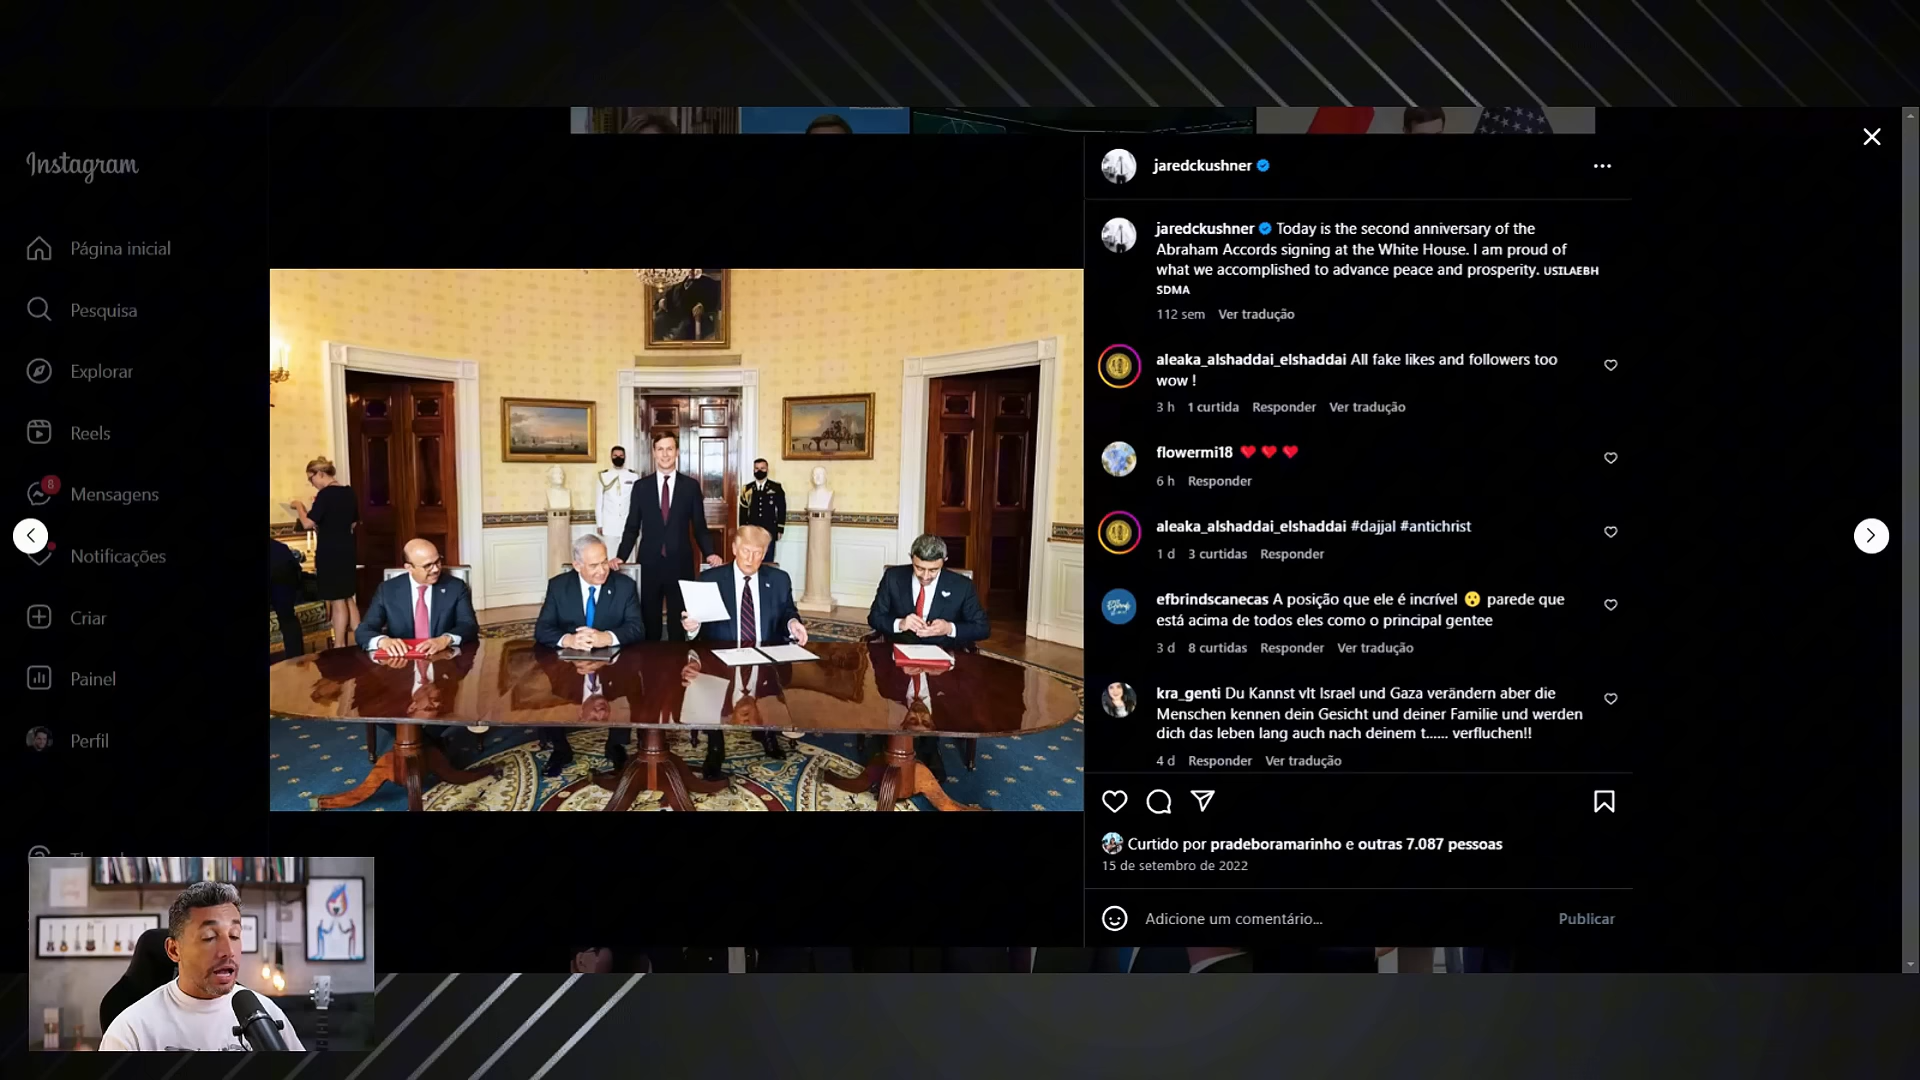 Instagram
Página inicial
Pesquisa
Explorar
Reels
8
Mensagens
Notificações
Criar
Painel
Perfil
jaredckushner
jaredckushner Today is the second anniversary of the
Abraham Accords signing at the White House. I am proud of
what we accomplished to advance peace and prosperity. USILAEBH
SDMA
112 sem Ver tradução
aleaka_alshaddai_elshaddai All fake likes and followers too
wow !
3 h 1 curtida Responder Ver tradução
flowermi18 ❤️ ❤️ ❤️
6 h Responder
aleaka_alshaddai_elshaddai #dajjal #antichrist
1 d 3 curtidas Responder
efbrindscanecas A posição que ele é incrível 😮 parede que
está acima de todos eles como o principal gentee
3 d 8 curtidas Responder Ver tradução
kra_genti Du Kannst vlt Israel und Gaza verändern aber die
Menschen kennen dein Gesicht und deiner Familie und werden
dich das leben lang auch nach deinem t...... verfluchen!!
4 d Responder Ver tradução
Curtido por pradeboramarinho e outras 7.087 pessoas
15 de setembro de 2022
Adicione um comentário... Publicar